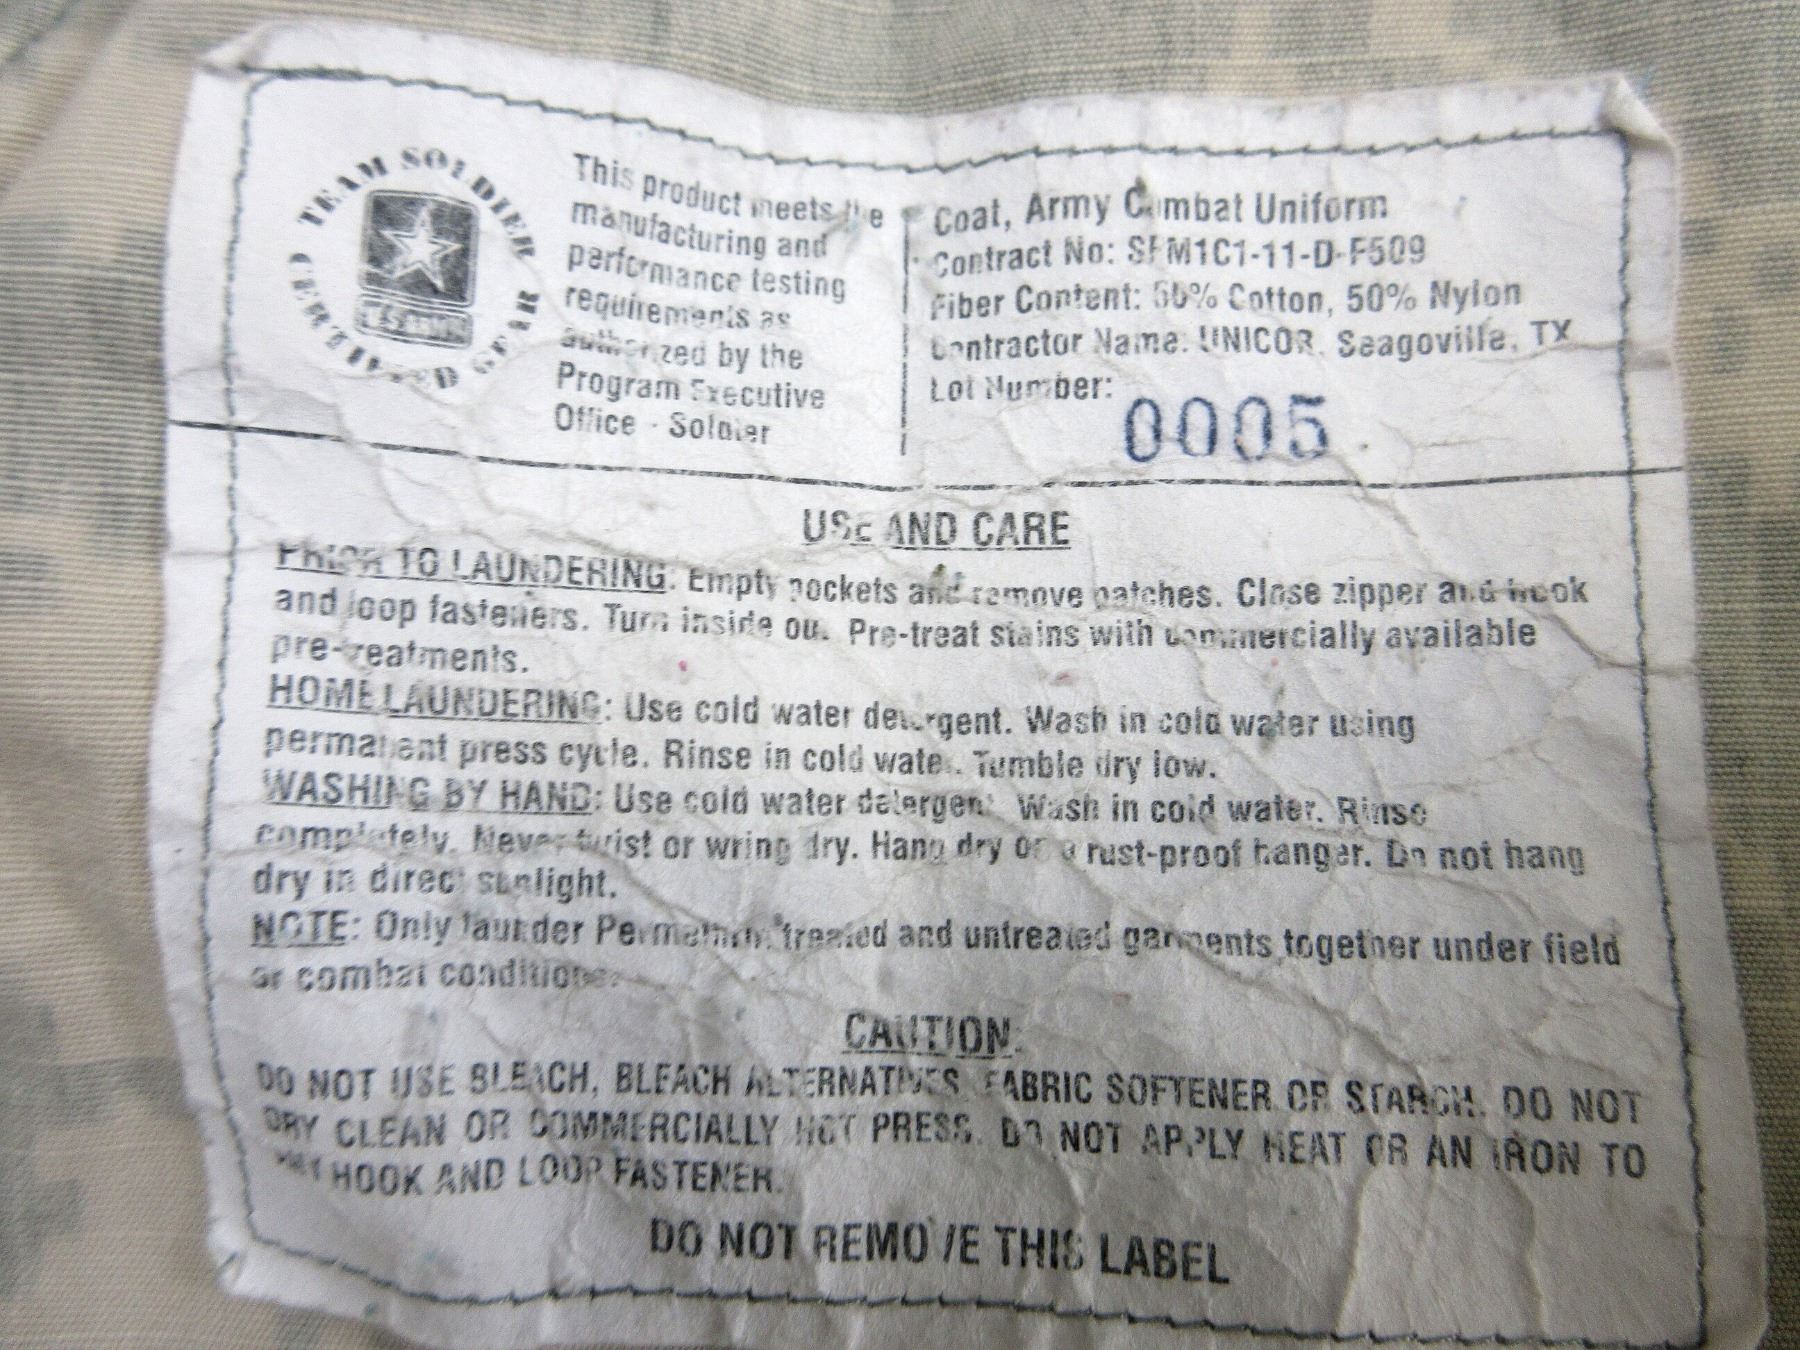 TEAM SOLDIER
CERTIFIED GEAR
U.S. ARMY
This product meets the
manufacturing and
performance testing
requirements as
authorized by the
Program Executive
Office - Soldier
Coat, Army Combat Uniform
Contract No: SPM1C1-11-D-F509
Fiber Content: 50% Cotton, 50% Nylon
Contractor Name: UNICOR, Seagoville, TX
Lot Number:
0005
USE AND CARE
PRIOR TO LAUNDERING: Empty pockets and remove patches. Close zipper and hook
and loop fasteners. Turn inside out. Pre-treat stains with commercially available
pre-treatments.
HOME LAUNDERING: Use cold water detergent. Wash in cold water using
permanent press cycle. Rinse in cold water. Tumble dry low.
WASHING BY HAND: Use cold water detergent. Wash in cold water. Rinse
completely. Never twist or wring dry. Hang dry on a rust-proof hanger. Do not hang
dry in direct sunlight.
NOTE: Only launder Permethrin treated and untreated garments together under field
or combat conditions.
CAUTION:
DO NOT USE BLEACH, BLEACH ALTERNATIVES, FABRIC SOFTENER OR STARCH. DO NOT
DRY CLEAN OR COMMERCIALLY HOT PRESS. DO NOT APPLY HEAT OR AN IRON TO
ANY HOOK AND LOOP FASTENER.
DO NOT REMOVE THIS LABEL